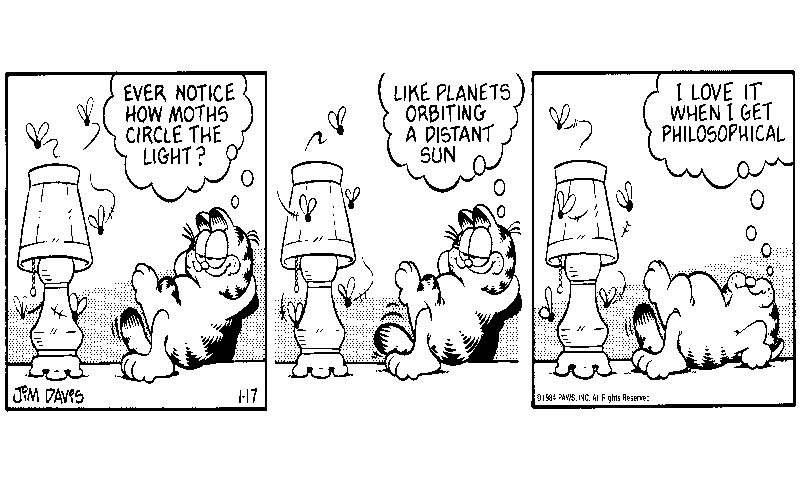 EVER NOTICE
HOW MOTHS
CIRCLE THE
LIGHT?
JIM DAVIS
1-17
LIKE PLANETS
ORBITING
A DISTANT
SUN
I LOVE IT
WHEN I GET
PHILOSOPHICAL
©1984 PAWS, INC. All Rights Reserved